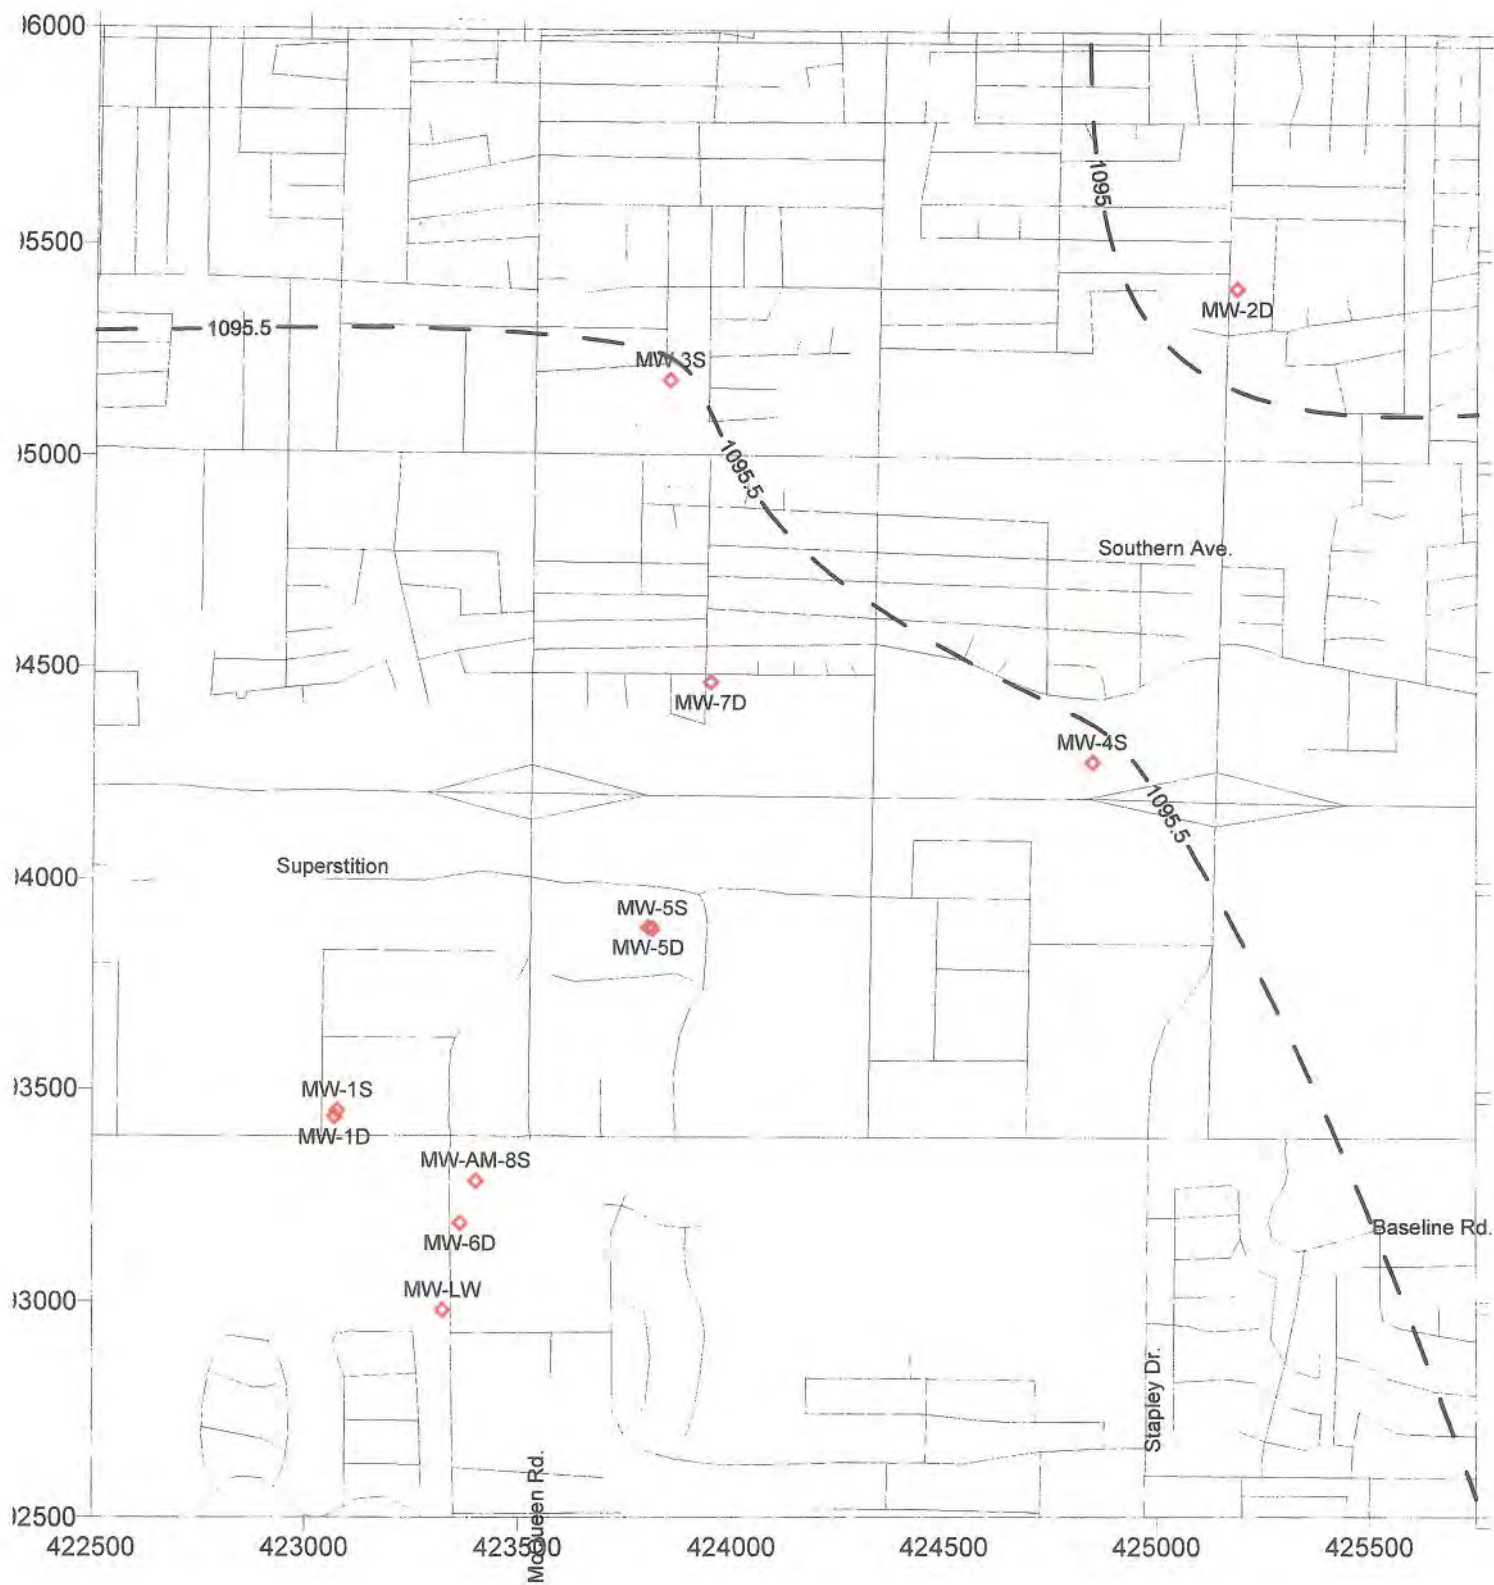 )6000
1095
)5500
MW-2D
1095.5
MW-3S
)5000
1095.5
Southern Ave.
)4500
MW-7D
MW-4S
1095.5
Superstition
)4000
MW-5S
MW-5D
)3500
MW-1S
MW-1D
MW-AM-8S
MW-6D
Baseline Rd.
)3000
MW-LW
Stapley Dr.
McQueen Rd.
)2500
422500 423000 423500 424000 424500 425000 425500